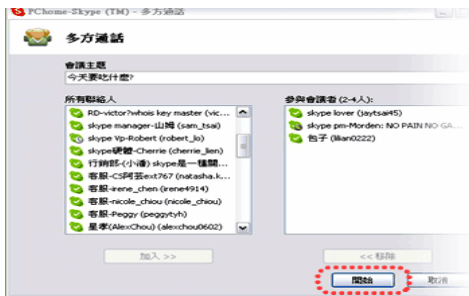 PChome-Skype (TM) - 多方通話
多方通話
會議主題
今天要吃什麼?
所有聯絡人
RD-victor?whois key master (vic...
skype manager-山姆 (sam_tsai)
skype Vp-Robert (robert_lo)
skype硬體-Cherrie (cherrie_lien)
行銷部-(小潘) skype是一種開...
客服-CS阿芸ext767 (natasha.k...
客服-irene_chen (irene4914)
客服-nicole_chiou (nicole_chiou)
客服-Peggy (peggytyh)
星孝(AlexChou) (alexchou0602)
參與會議者 (2-4人):
skype lover (jaytsai45)
skype pm-Morden: NO PAIN NO GA...
包子 (lilian0222)
加入 >>
<< 移除
開始
取消